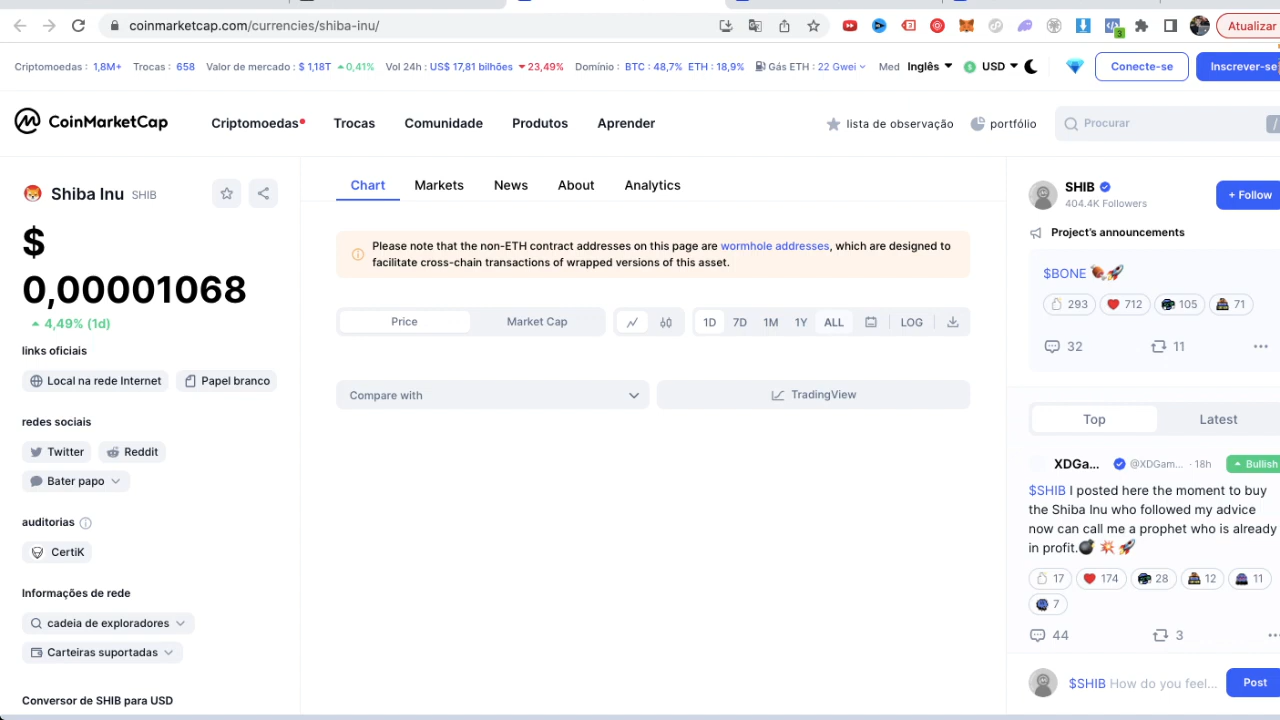 coinmarketcap.com/currencies/shiba-inu/
3
Atualizar
Criptomoedas : 1,8M+ Trocas : 658 Valor de mercado : $ 1,18T 0,41% Vol 24h : US$ 17,81 bilhões 23,49% Domínio : BTC : 48,7% ETH : 18,9% Gás ETH : 22 Gwei Med Inglês USD Conecte-se Inscrever-se
CoinMarketCap Criptomoedas Trocas Comunidade Produtos Aprender lista de observação portfólio Procurar /
Shiba Inu SHIB
$
0,00001068
4,49% (1d)
links oficiais
Local na rede Internet Papel branco
redes sociais
Twitter Reddit
Bater papo
auditorias
CertiK
Informações de rede
cadeia de exploradores
Carteiras suportadas
Conversor de SHIB para USD
Chart Markets News About Analytics
Please note that the non-ETH contract addresses on this page are wormhole addresses, which are designed to
facilitate cross-chain transactions of wrapped versions of this asset.
Price Market Cap 1D 7D 1M 1Y ALL LOG
Compare with TradingView
SHIB
404.4K Followers
+ Follow
Project's announcements
$BONE 🍖🚀
293 712 105 71
32 11
Top Latest
XDGa... @XDGam... · 18h Bullish
$SHIB I posted here the moment to buy
the Shiba Inu who followed my advice
now can call me a prophet who is already
in profit.💣 💥 🚀
17 174 28 12 11
7
44 3
$SHIB How do you feel... Post